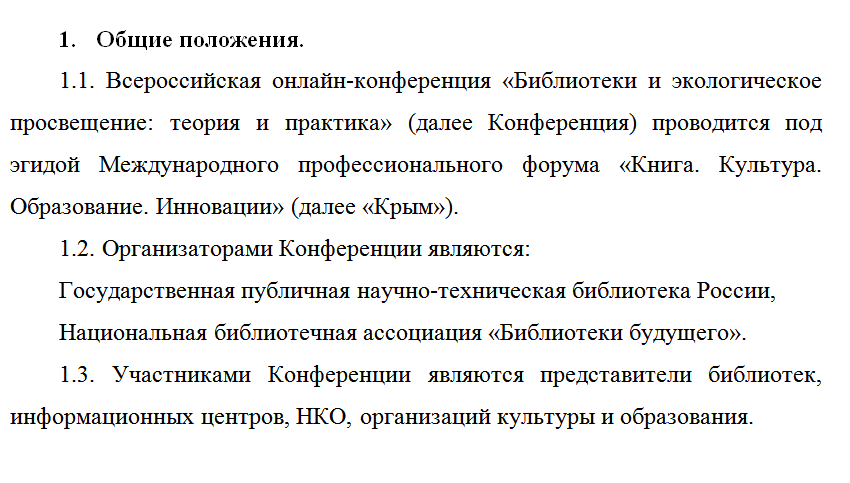 1. Общие положения.
1.1. Всероссийская онлайн-конференция «Библиотеки и экологическое
просвещение: теория и практика» (далее Конференция) проводится под
эгидой Международного профессионального форума «Книга. Культура.
Образование. Инновации» (далее «Крым»).
1.2. Организаторами Конференции являются:
Государственная публичная научно-техническая библиотека России,
Национальная библиотечная ассоциация «Библиотеки будущего».
1.3. Участниками Конференции являются представители библиотек,
информационных центров, НКО, организаций культуры и образования.